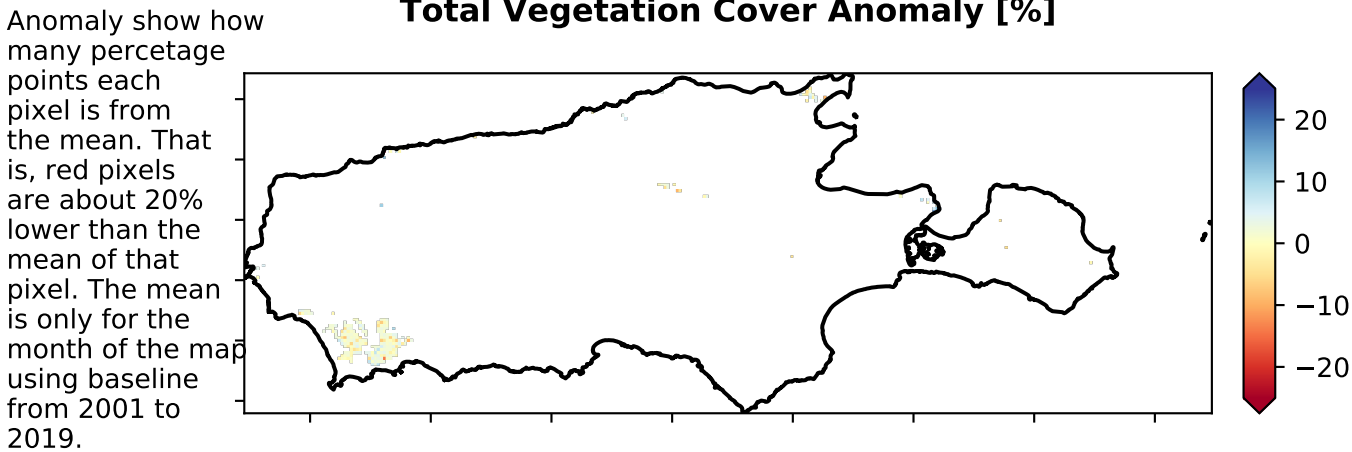 Total Vegetation Cover Anomaly [%]
Anomaly show how
many percetage
points each
pixel is from
the mean. That
is, red pixels
are about 20%
lower than the
mean of that
pixel. The mean
is only for the
month of the map
using baseline
from 2001 to
2019.
20
10
0
−10
−20